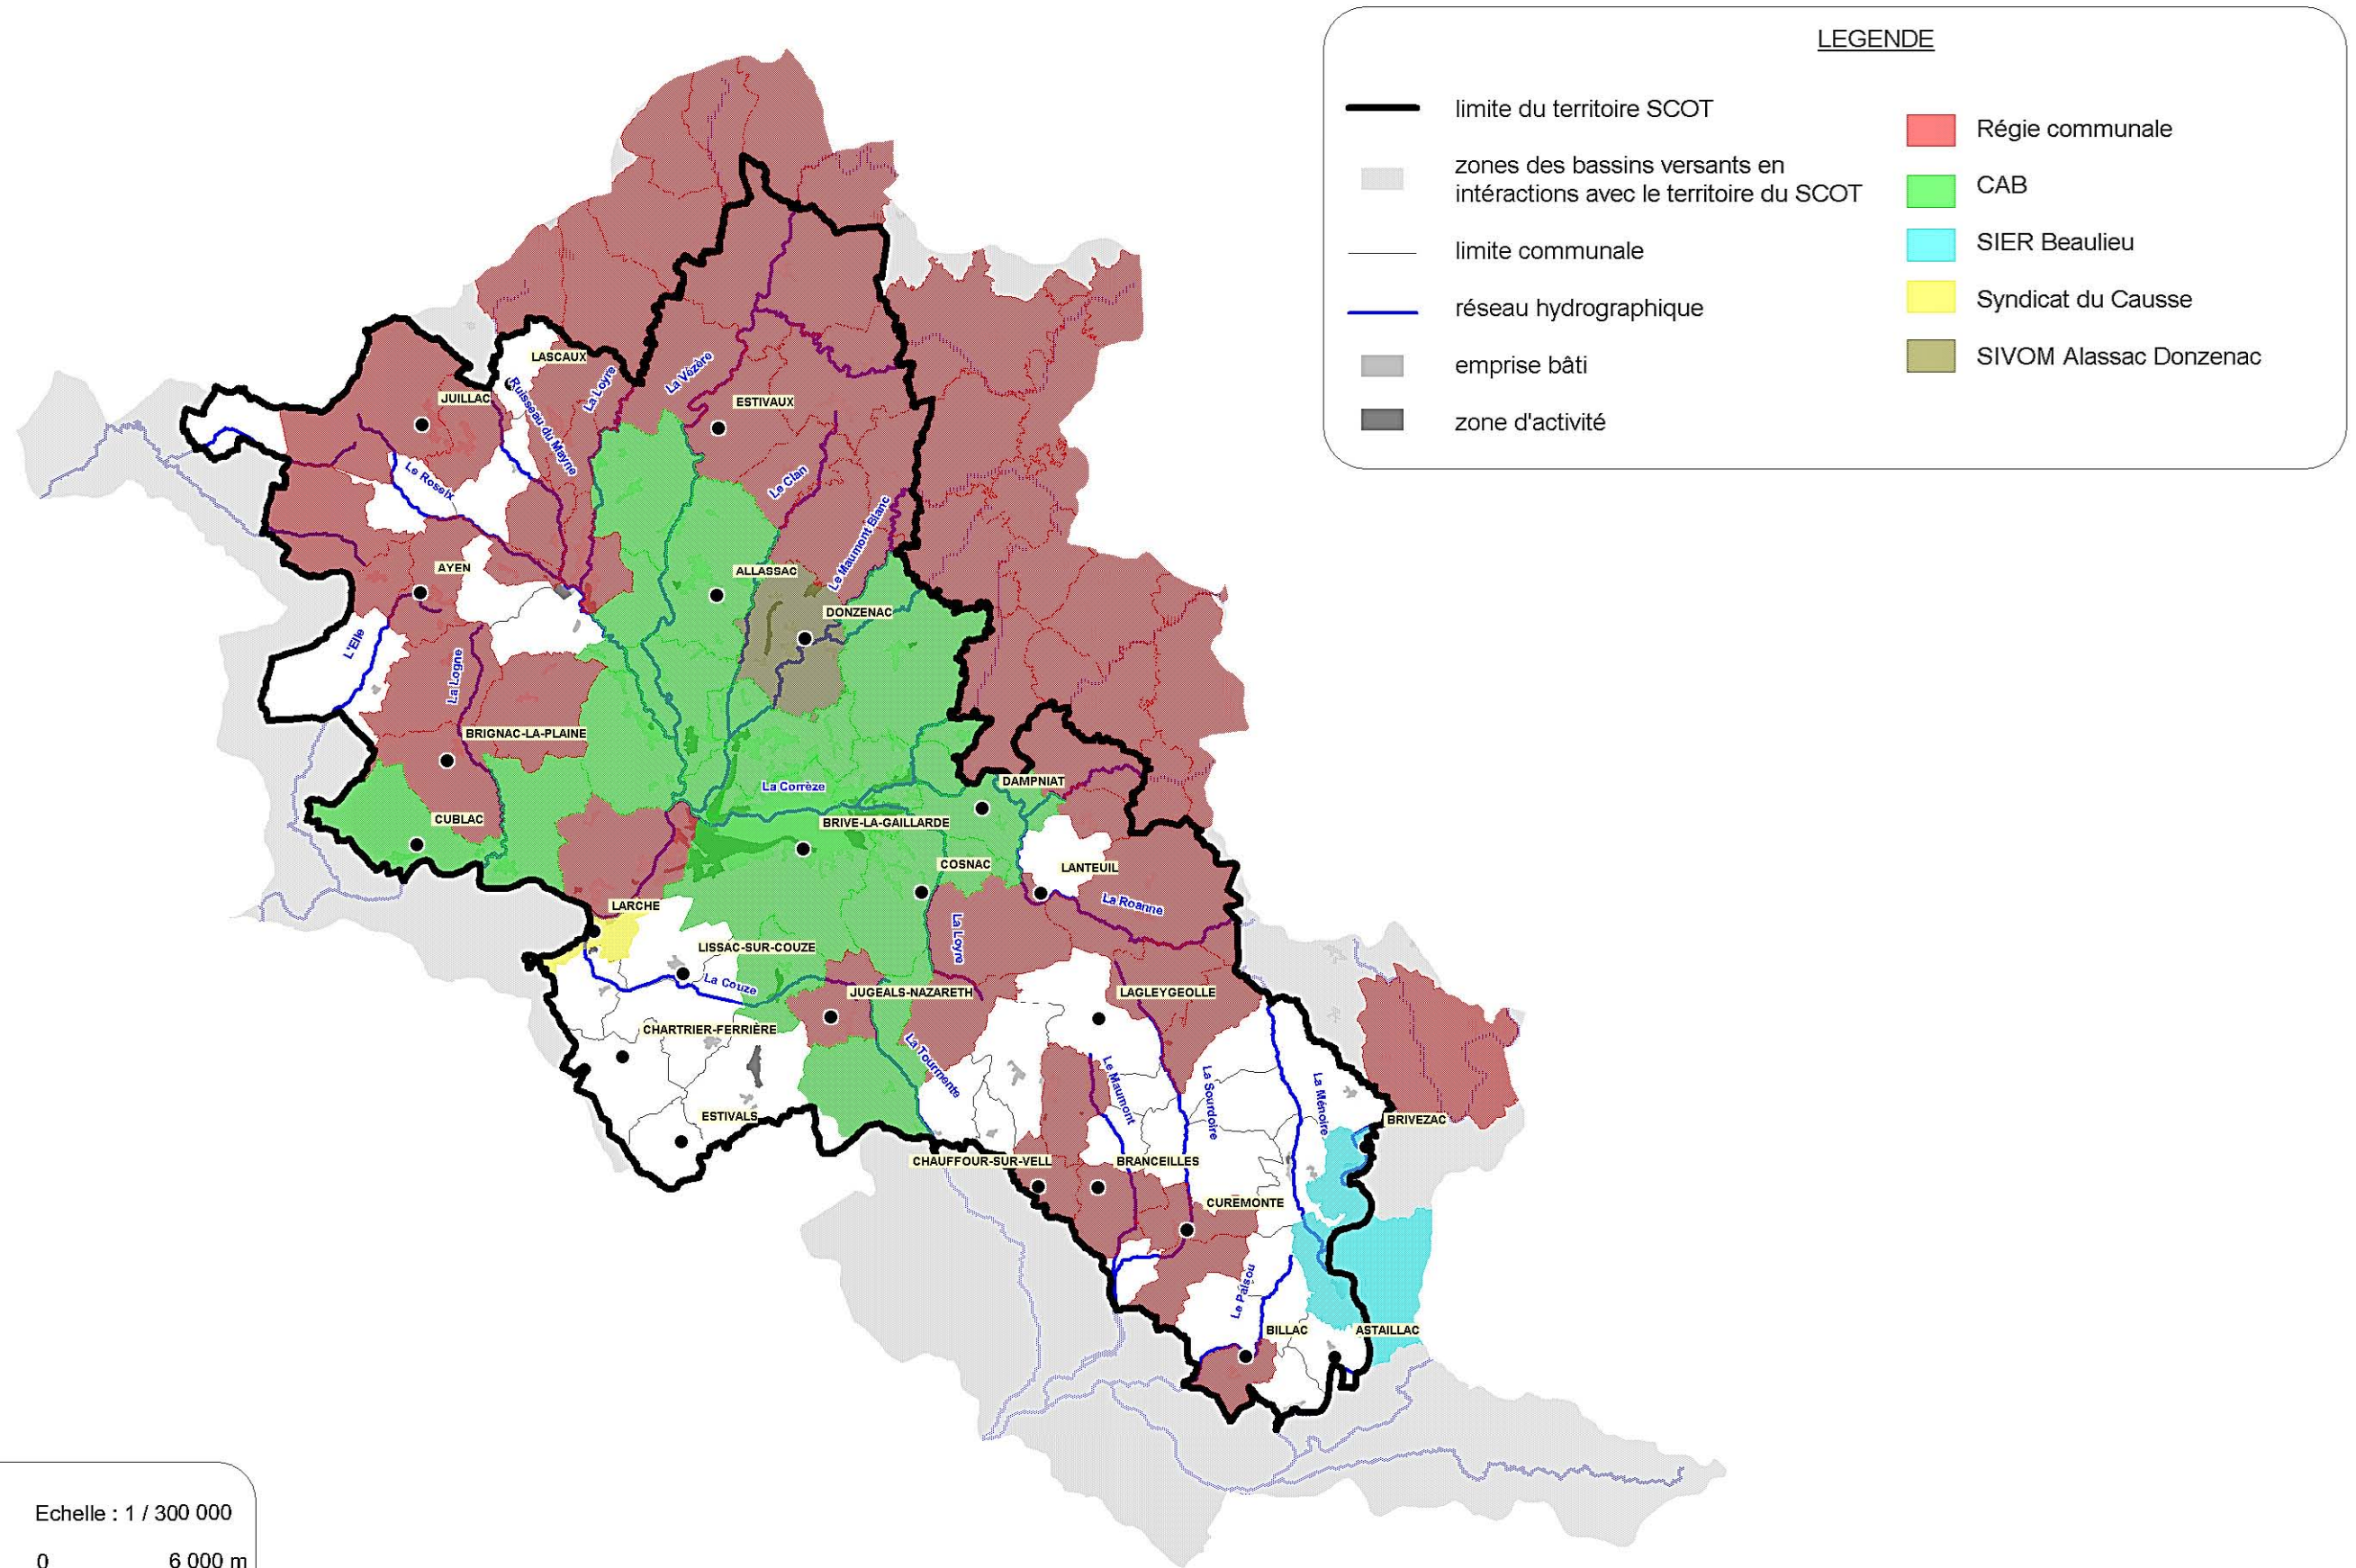 LEGENDE
limite du territoire SCOT
zones des bassins versants en
intéractions avec le territoire du SCOT
limite communale
réseau hydrographique
emprise bâti
zone d'activité
Régie communale
CAB
SIER Beaulieu
Syndicat du Causse
SIVOM Alassac Donzenac
LASCAUX
La Vézère
La Loyre
JUILLAC
Ruisseau du Mayne
ESTIVAUX
Le Roseix
Le Clan
Le Maumont Blanc
AYEN
ALLASSAC
DONZENAC
L'Elle
La Logne
BRIGNAC-LA-PLAINE
DAMPNIAT
La Corrèze
CUBLAC
BRIVE-LA-GAILLARDE
COSNAC
LANTEUIL
LARCHE
La Roanne
La Loyre
LISSAC-SUR-COUZE
La Couze
JUGEALS-NAZARETH
LAGLEYGEOLLE
CHARTRIER-FERRIÈRE
La Tourmente
Le Maumont
La Sourdoire
La Ménoire
ESTIVALS
BRIVEZAC
CHAUFFOUR-SUR-VELL
BRANCEILLES
CURÉMONTE
Le Palsou
BILLAC
ASTAILLAC
Echelle : 1 / 300 000
0 6 000 m